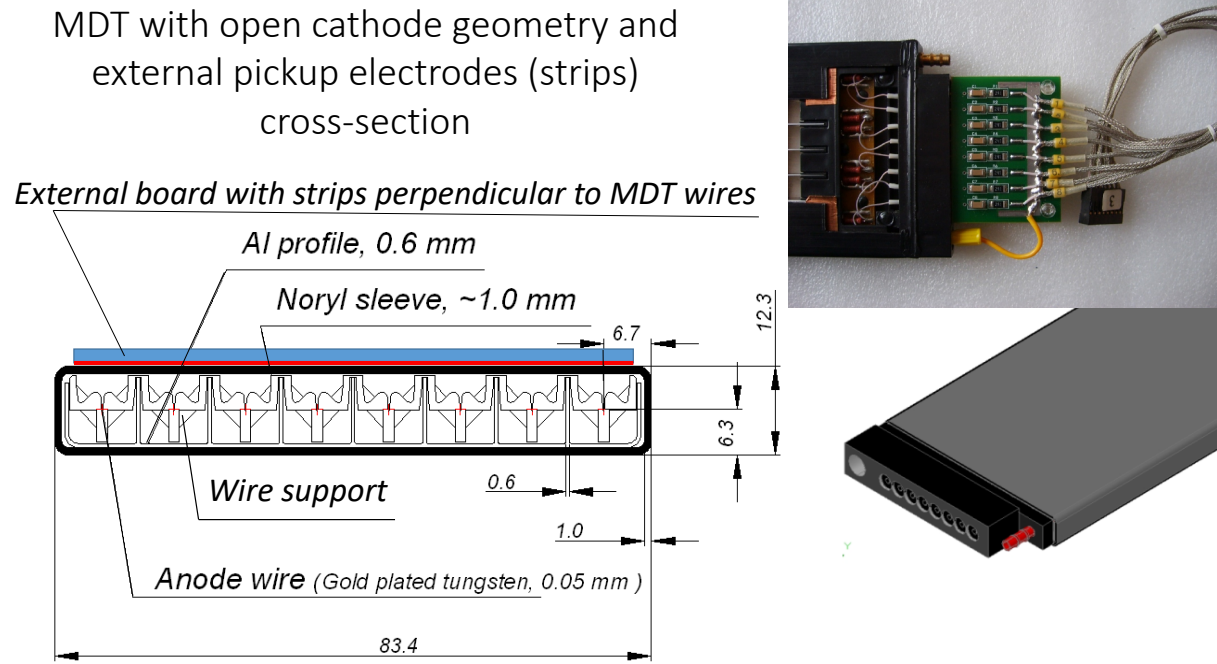 MDT with open cathode geometry and
external pickup electrodes (strips)
cross-section
External board with strips perpendicular to MDT wires
Al profile, 0.6 mm
Noryl sleeve, ~1.0 mm
6.7
12.3
6.3
0.6
1.0
Wire support
Anode wire (Gold plated tungsten, 0.05 mm )
83.4
Y